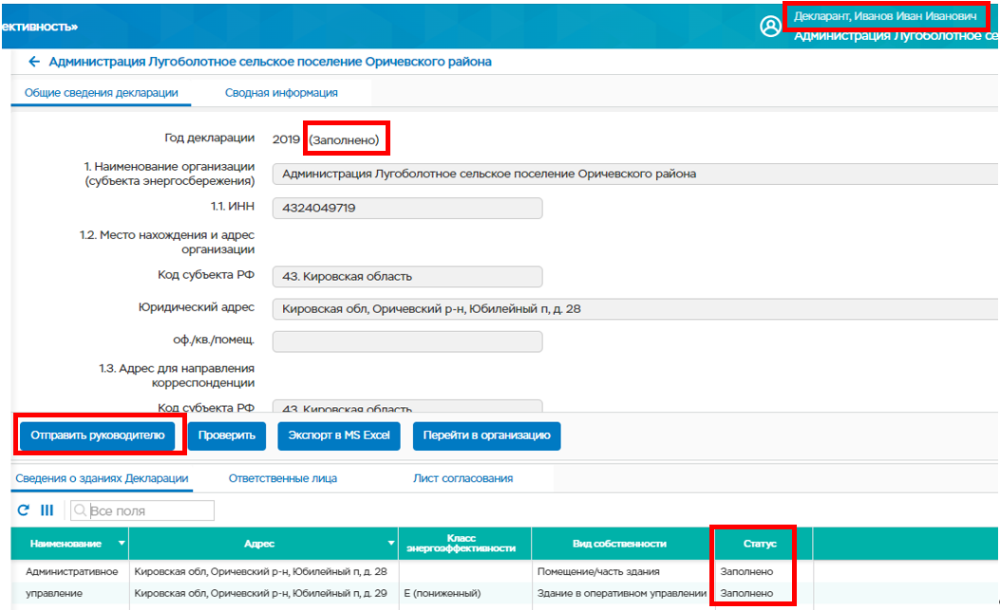 ективность»
Декларант, Иванов Иван Иванович
Администрация Лугоболотное се
Администрация Лугоболотное сельское поселение Оричевского района
Общие сведения декларации Сводная информация
Год декларации 2019 (Заполнено)
1. Наименование организации
(субъекта энергосбережения)
Администрация Лугоболотное сельское поселение Оричевского района
1.1. ИНН 4324049719
1.2. Место нахождения и адрес
организации
Код субъекта РФ 43. Кировская область
Юридический адрес Кировская обл, Оричевский р-н, Юбилейный п, д. 28
оф./кв./помещ.
1.3. Адрес для направления
корреспонденции
Код субъекта РФ 43. Кировская область
Отправить руководителю Проверить Экспорт в MS Excel Перейти в организацию
Сведения о зданиях Декларации Ответственные лица Лист согласования
Все поля
Наименование Адрес Класс
энергоэффективности Вид собственности Статус
Административное Кировская обл, Оричевский р-н, Юбилейный п, д. 28 Помещение/часть здания Заполнено
управление Кировская обл, Оричевский р-н, Юбилейный п, д. 29 E (пониженный) Здание в оперативном управлении Заполнено